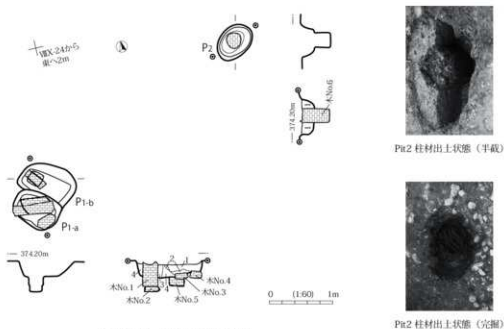 ⅧX-24から
東へ2m
P2
374.20m
木No.6
1
1
Pit2 柱材出土状態（半截）
P1-b
P1-a
374.20m
2
1
4
3
4
木No.1
木No.2
木No.4
木No.3
木No.5
0 (1:60) 1m
Pit2 柱材出土状態（完掘）